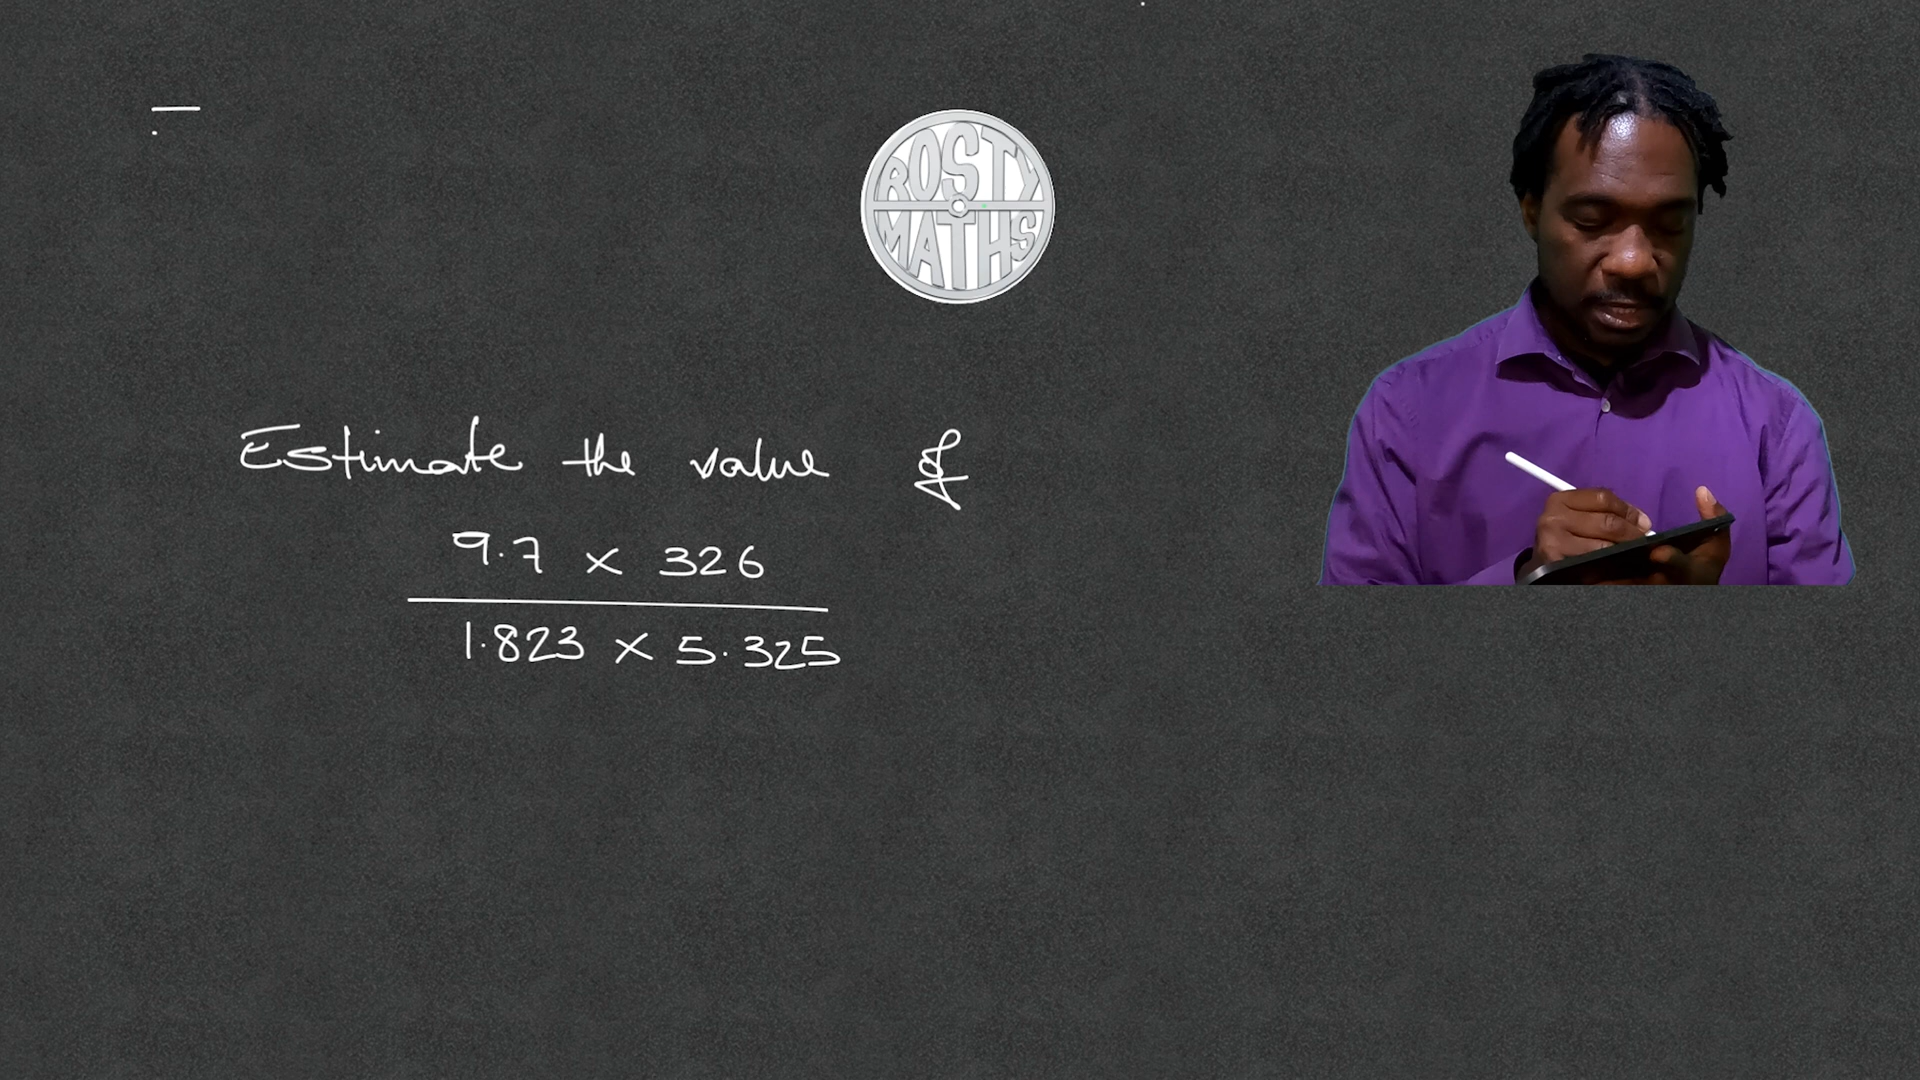 ROSTY
MATHS
Estimate the value of
9.7 × 326
1.823 × 5.325